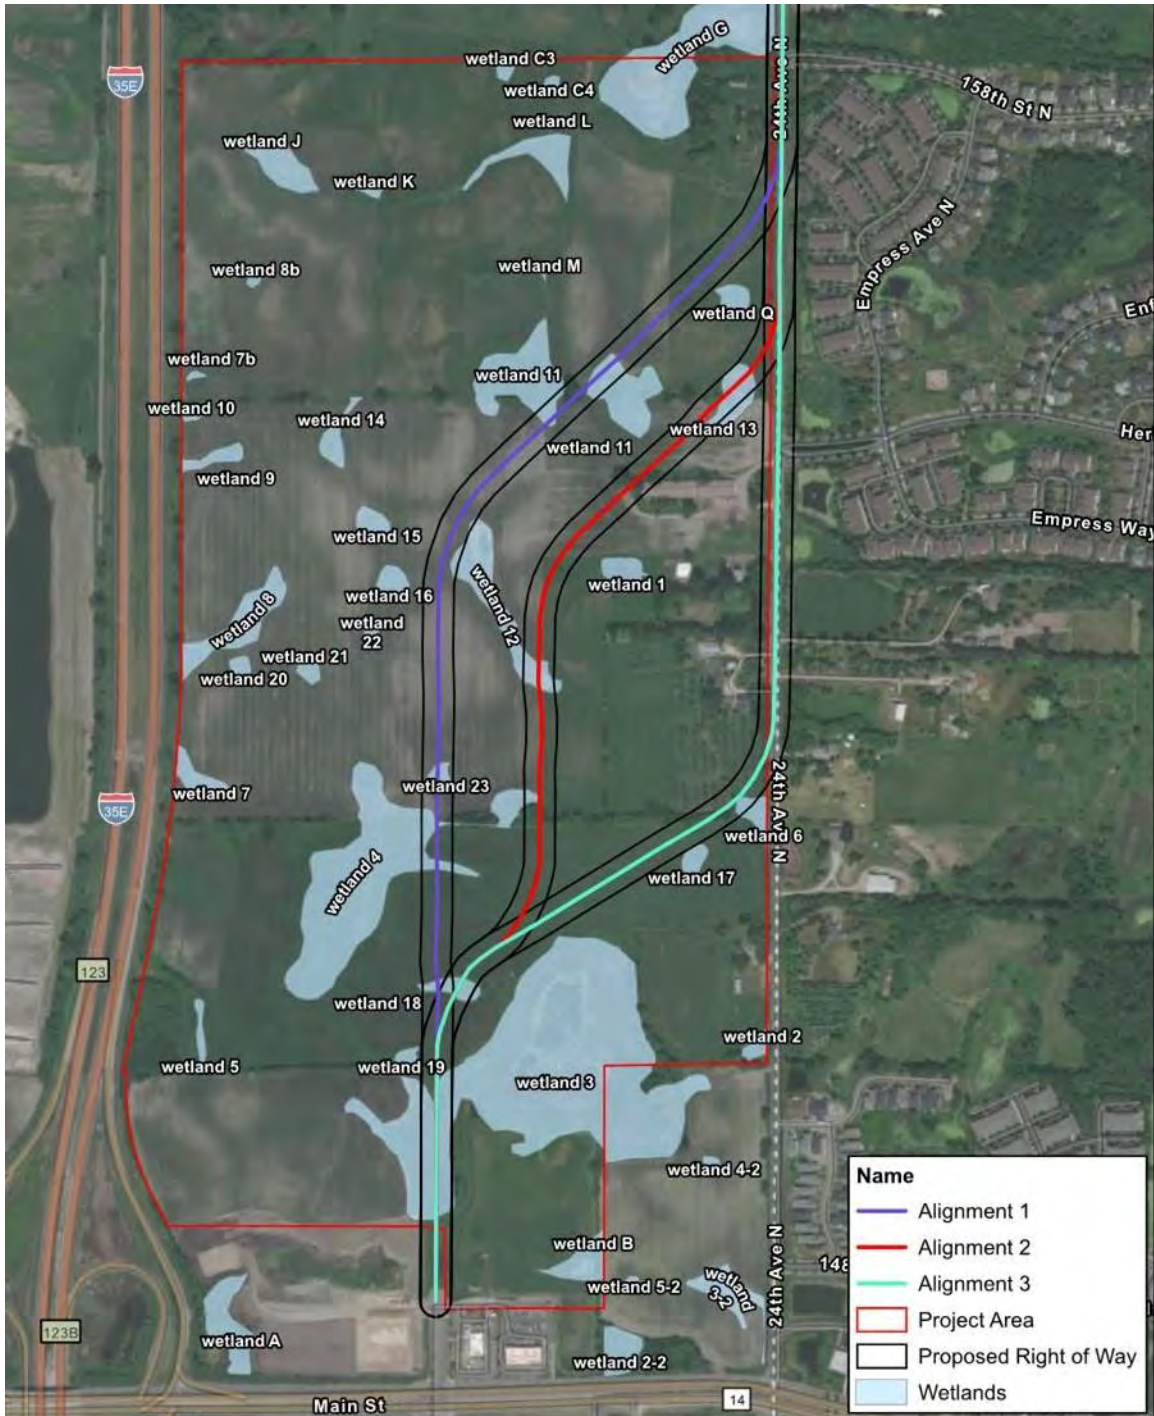 wetland G
24th Ave N
wetland C3
35E
wetland C4
158th St N
wetland L
wetland J
wetland K
Empress Ave N
wetland 8b
wetland M
wetland Q
Enf
wetland 7b
wetland 11
wetland 10
wetland 14
wetland 13
Her
wetland 11
wetland 9
Empress Way
wetland 15
wetland 1
wetland 16
wetland 12
wetland 8
wetland
22
wetland 21
wetland 20
wetland 23
wetland 7
24th Ave N
35E
wetland 6
wetland 4
wetland 17
123
wetland 18
wetland 2
wetland 5
wetland 19
wetland 3
wetland 4-2
wetland B
148
wetland 5-2
wetland
3-2
24th Ave N
123B
wetland A
wetland 2-2
Main St
14
Name
Alignment 1
Alignment 2
Alignment 3
Project Area
Proposed Right of Way
Wetlands